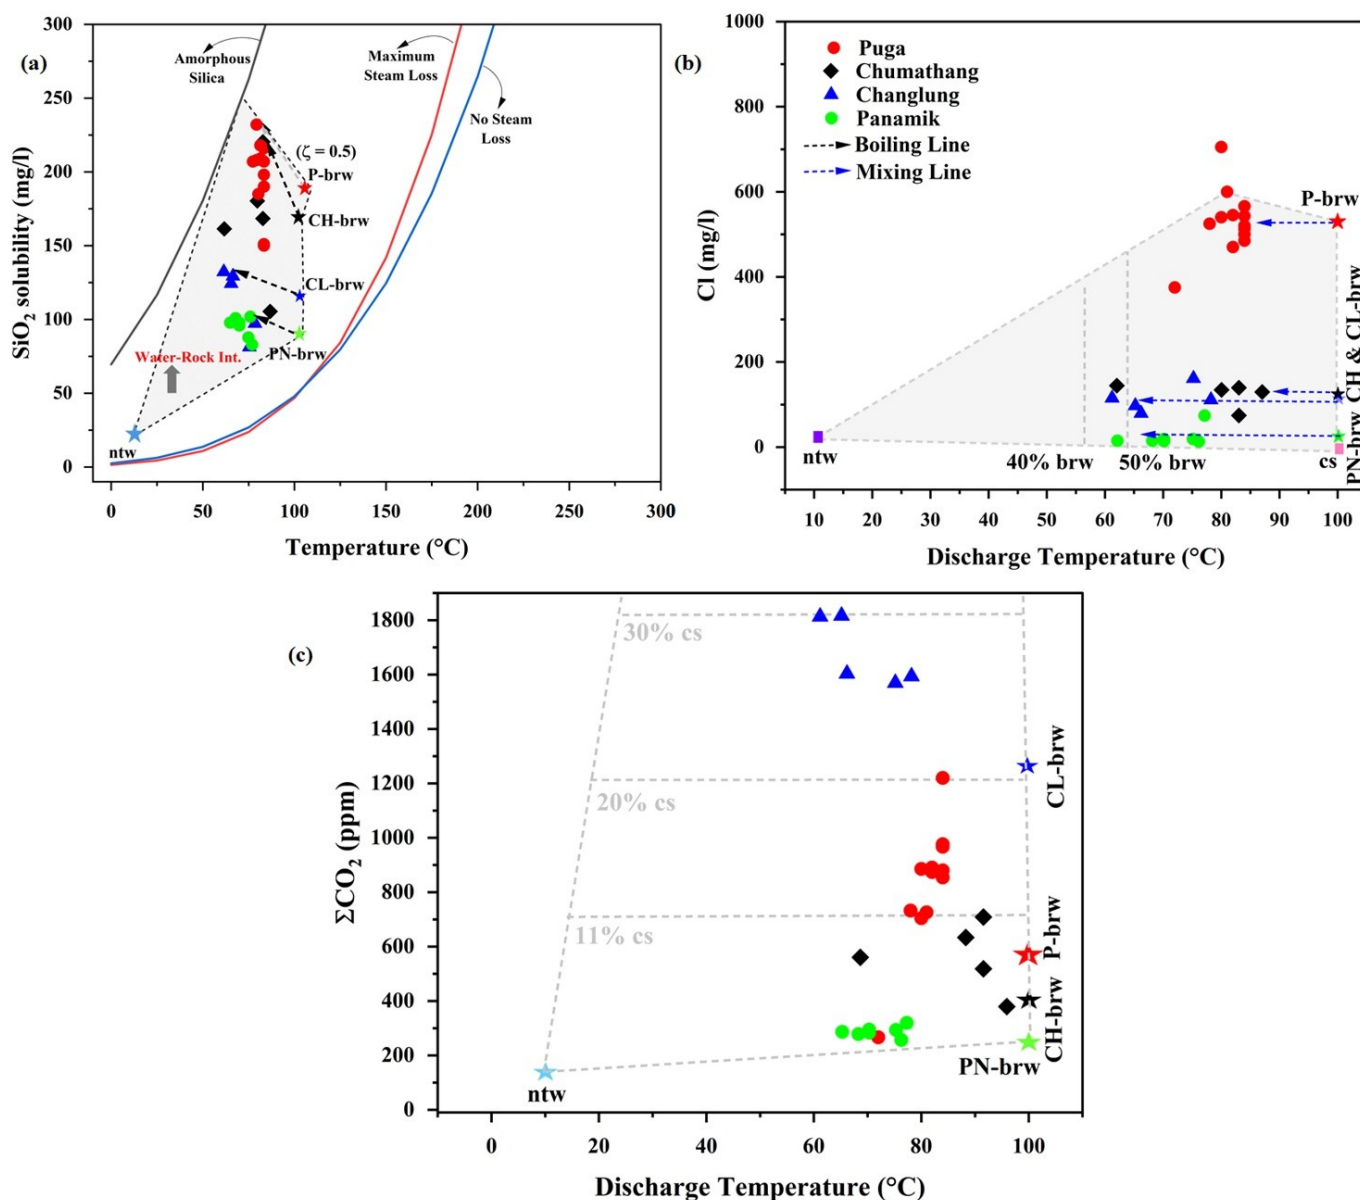 (a)
SiO2 solubility (mg/l)
300
250
200
150
100
50
0
Amorphous
Silica
Maximum
Steam Loss
No Steam
Loss
(ζ = 0.5)
P-brw
CH-brw
CL-brw
PN-brw
Water-Rock Int.
ntw
0 50 100 150 200 250 300
Temperature (°C)
(b)
Cl (mg/l)
1000
800
600
400
200
0
Puga
Chumathang
Changlung
Panamik
Boiling Line
Mixing Line
P-brw
PN-brw CH & CL-brw
ntw
40% brw
50% brw
cs
10 20 30 40 50 60 70 80 90 100
Discharge Temperature (°C)
(c)
ΣCO2 (ppm)
1800
1600
1400
1200
1000
800
600
400
200
0
30% cs
20% cs
11% cs
CL-brw
P-brw
CH-brw
PN-brw
ntw
0 20 40 60 80 100
Discharge Temperature (°C)